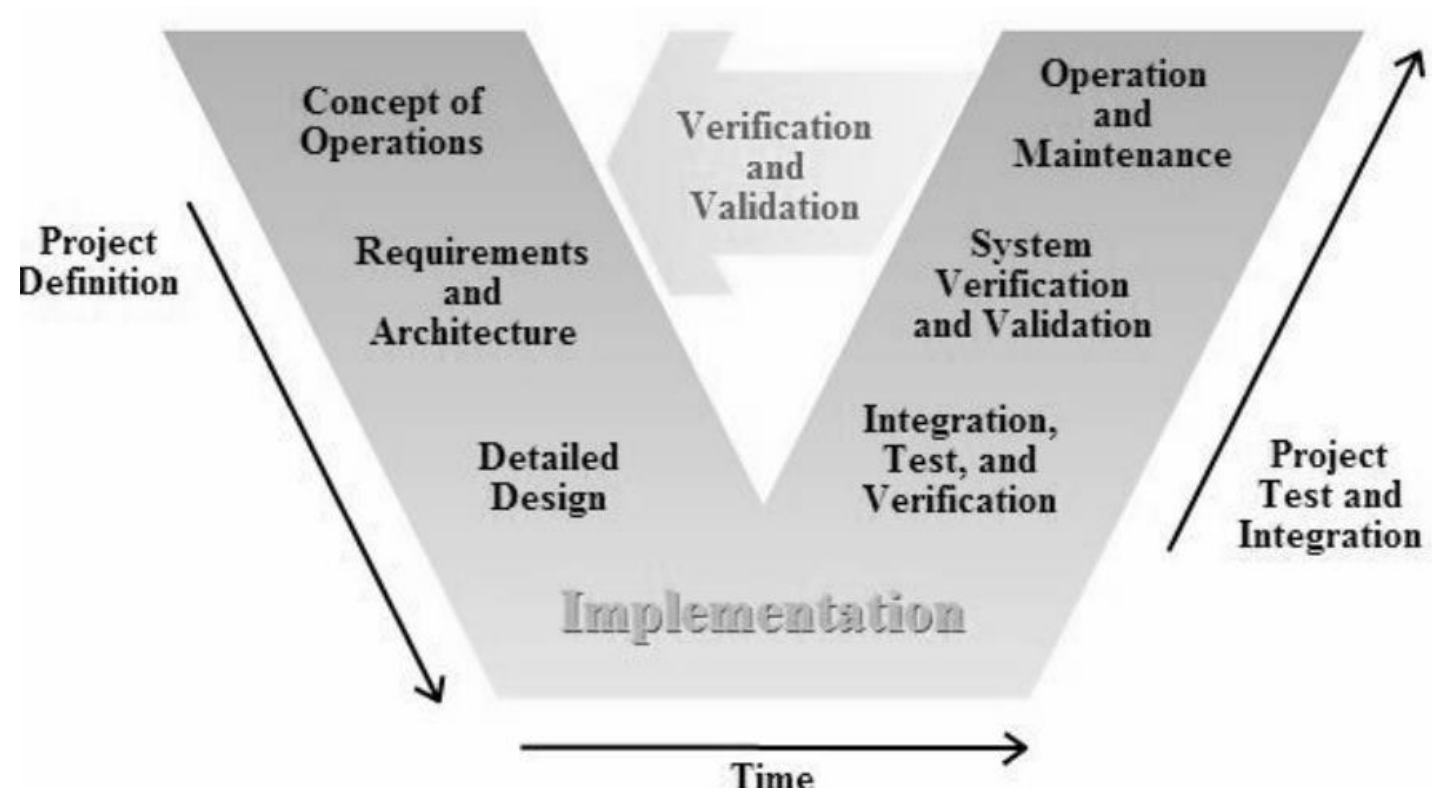 Concept of
Operations
Verification
and
Validation
Operation
and
Maintenance
Project
Definition
Requirements
and
Architecture
System
Verification
and Validation
Detailed
Design
Integration,
Test, and
Verification
Project
Test and
Integration
Implementation
Time